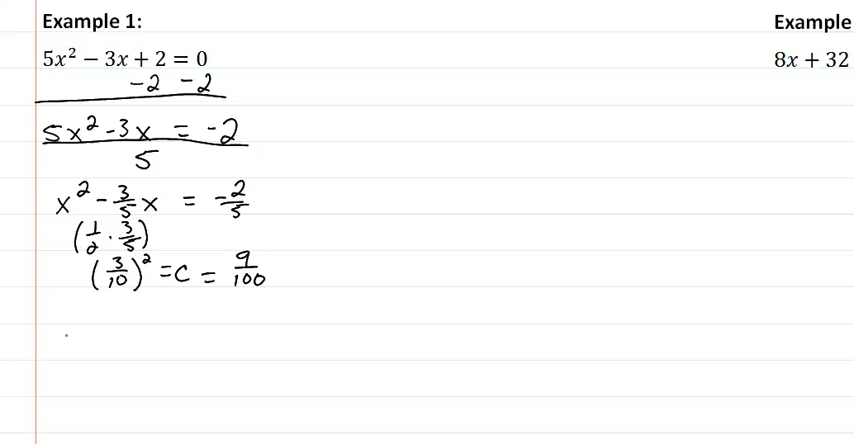 Example 1:
Example
5x² − 3x + 2 = 0
8x + 32
-2 -2
5x² -3x = -2
5
x² - 3/5 x = -2/5
(1/2 · 3/5)
(3/10)² = C = 9/100